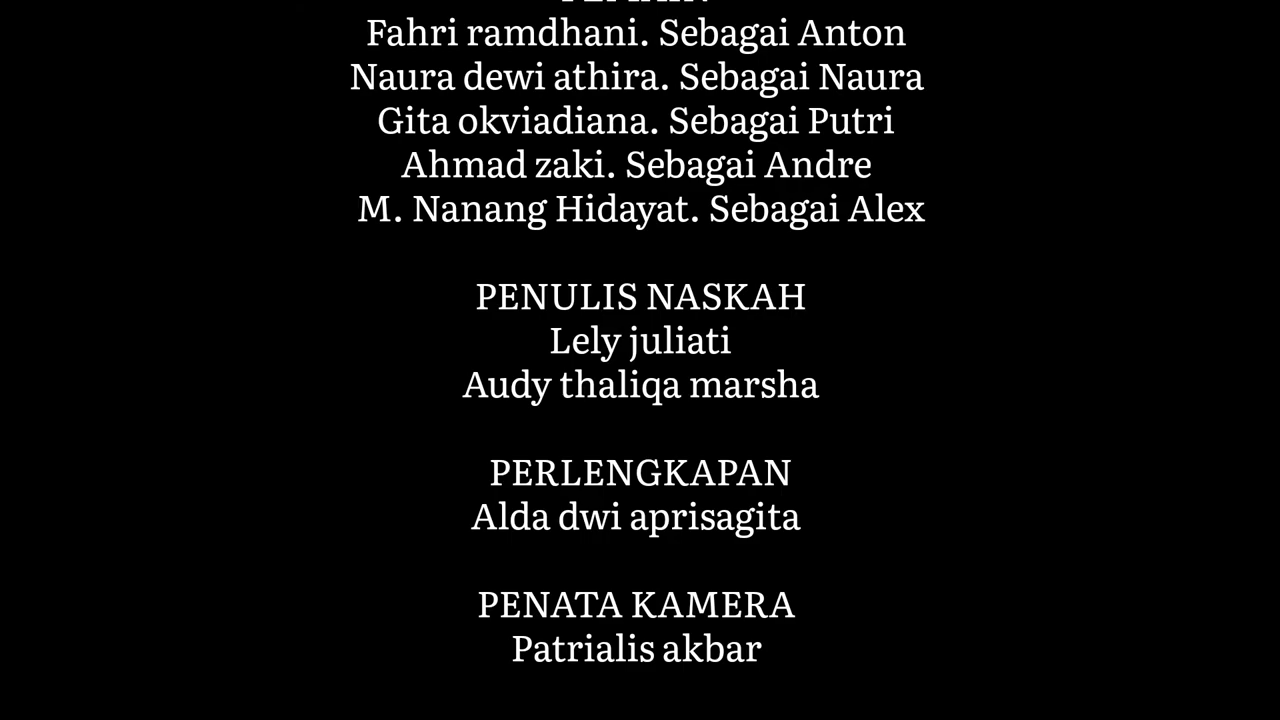 Fahri ramdhani. Sebagai Anton
Naura dewi athira. Sebagai Naura
Gita okviadiana. Sebagai Putri
Ahmad zaki. Sebagai Andre
M. Nanang Hidayat. Sebagai Alex
PENULIS NASKAH
Lely juliati
Audy thaliqa marsha
PERLENGKAPAN
Alda dwi aprisagita
PENATA KAMERA
Patrialis akbar